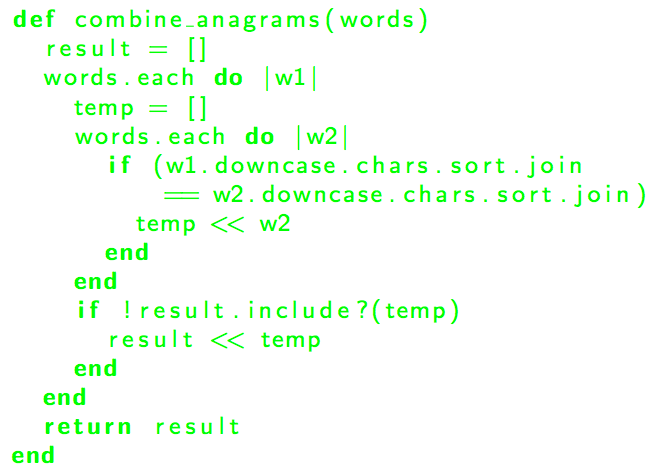 def combine_anagrams(words)
  result = []
  words.each do |w1|
    temp = []
    words.each do |w2|
      if (w1.downcase.chars.sort.join
          == w2.downcase.chars.sort.join)
        temp << w2
      end
    end
    if !result.include?(temp)
      result << temp
    end
  end
  return result
end